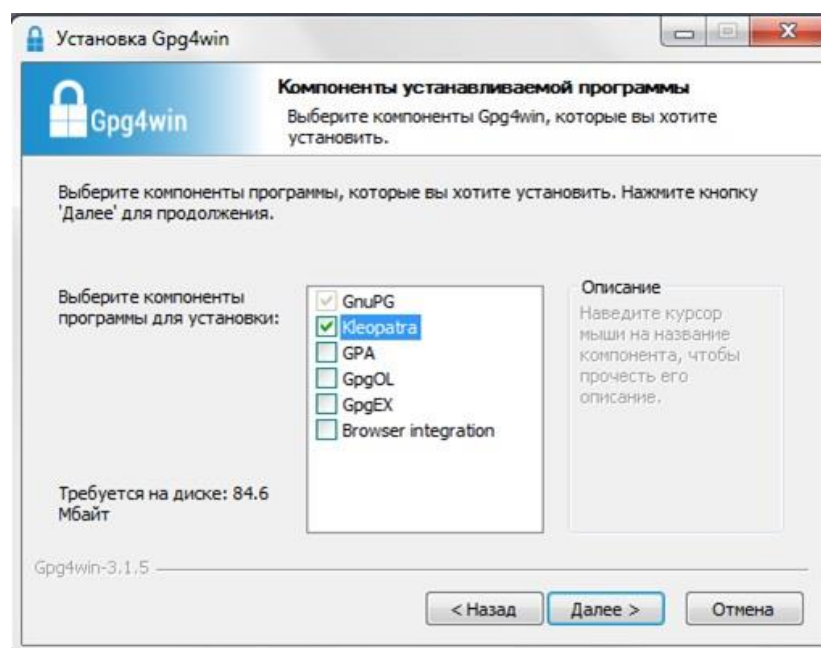 Установка Gpg4win
Gpg4win
Компоненты устанавливаемой программы
Выберите компоненты Gpg4win, которые вы хотите
установить.
Выберите компоненты программы, которые вы хотите установить. Нажмите кнопку
'Далее' для продолжения.
Выберите компоненты
программы для установки:
GnuPG
Kleopatra
GPA
GpgOL
GpgEX
Browser integration
Описание
Наведите курсор
мыши на название
компонента, чтобы
прочесть его
описание.
Требуется на диске: 84.6
Мбайт
Gpg4win-3.1.5
< Назад
Далее >
Отмена